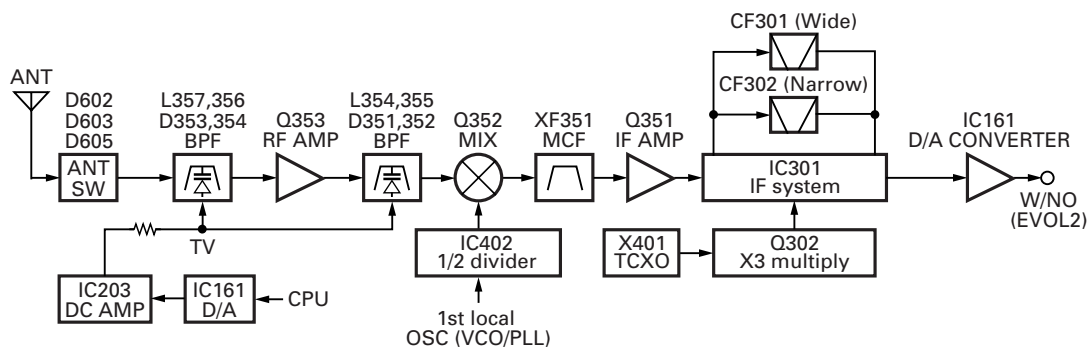 CF301 (Wide)
CF302 (Narrow)
ANT
D602
D603
D605
ANT
SW
L357,356
D353,354
BPF
Q353
RF AMP
L354,355
D351,352
BPF
Q352
MIX
XF351
MCF
Q351
IF AMP
IC301
IF system
IC161
D/A CONVERTER
W/NO
(EVOL2)
TV
IC402
1/2 divider
X401
TCXO
Q302
X3 multiply
IC203
DC AMP
IC161
D/A
CPU
1st local
OSC (VCO/PLL)